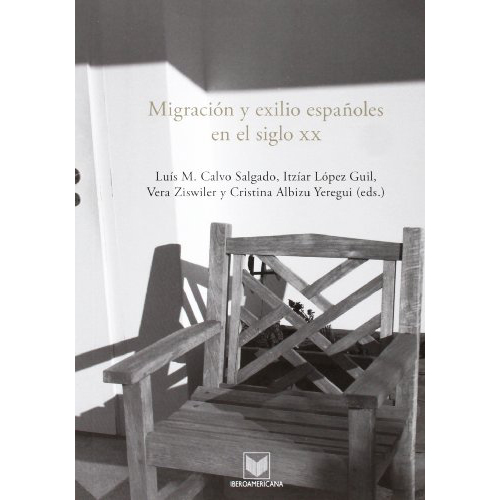 Migración y exilio españoles
en el siglo XX
Luís M. Calvo Salgado, Itzíar López Guil,
Vera Ziswiler y Cristina Albizu Yeregui (eds.)
IBEROAMERICANA